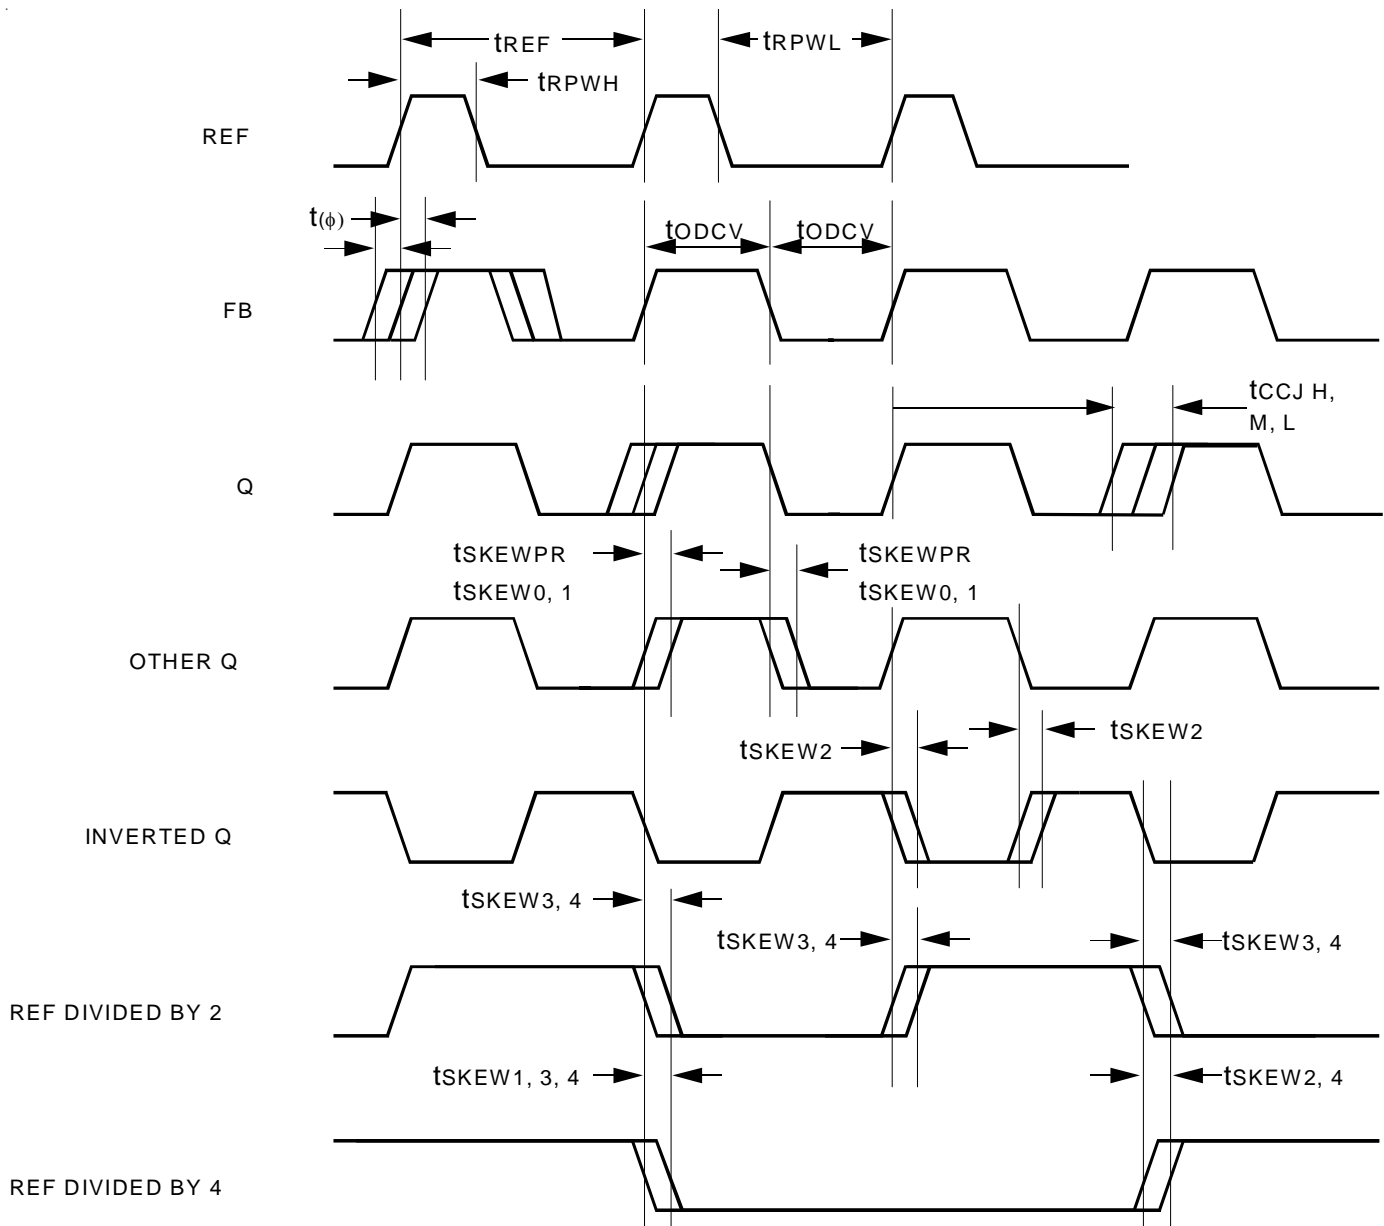 tREF
tRPWL
tRPWH
REF
t(ϕ)
tODCV
tODCV
FB
tCCJ H,
M, L
Q
tSKEWPR
tSKEW0, 1
tSKEWPR
tSKEW0, 1
OTHER Q
tSKEW2
tSKEW2
INVERTED Q
tSKEW3, 4
tSKEW3, 4
tSKEW3, 4
REF DIVIDED BY 2
tSKEW1, 3, 4
tSKEW2, 4
REF DIVIDED BY 4